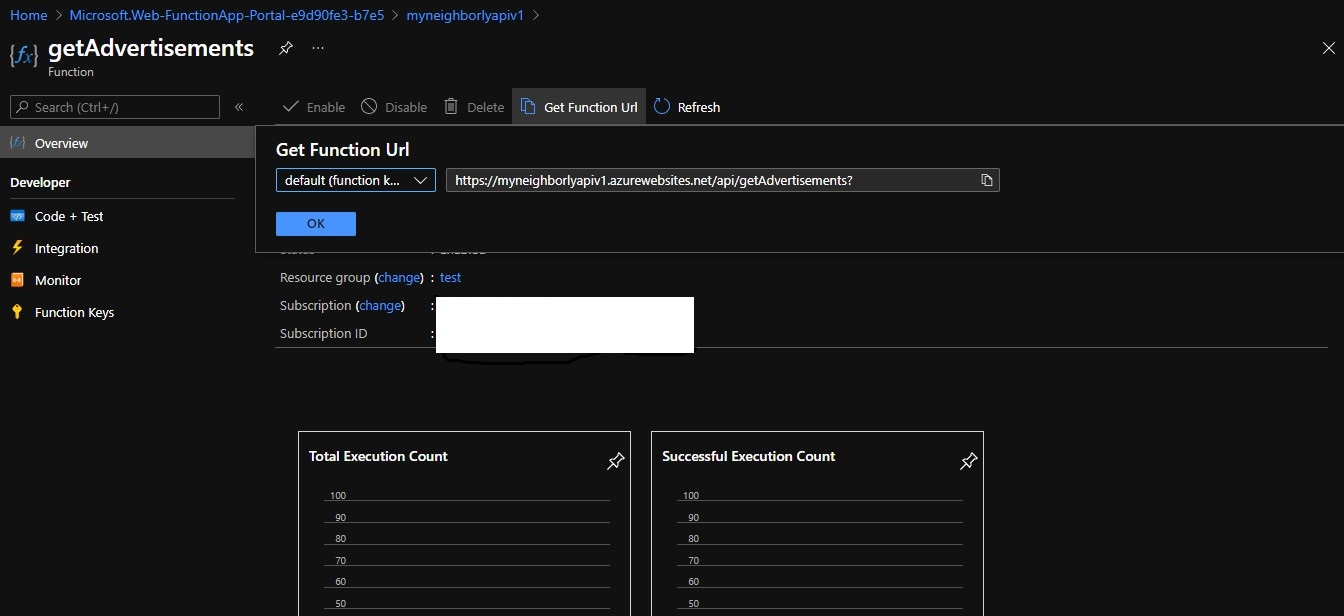 Home > Microsoft.Web-FunctionApp-Portal-e9d90fe3-b7e5 > myneighborlyapiv1 >
{fx} getAdvertisements ...
Function
Search (Ctrl+/) «
Enable Disable Delete Get Function Url Refresh
Overview
Get Function Url
default (function k... https://myneighborlyapiv1.azurewebsites.net/api/getAdvertisements?
OK
Developer
Code + Test
Integration
Monitor
Function Keys
Resource group (change) : test
Subscription (change) :
Subscription ID :
Total Execution Count
100
90
80
70
60
50
Successful Execution Count
100
90
80
70
60
50